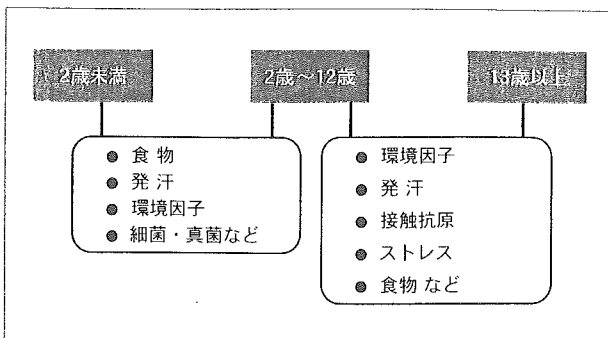 2歳未満
2歳～12歳
13歳以上
● 食物
● 発汗
● 環境因子
● 細菌・真菌など
● 環境因子
● 発汗
● 接触抗原
● ストレス
● 食物 など